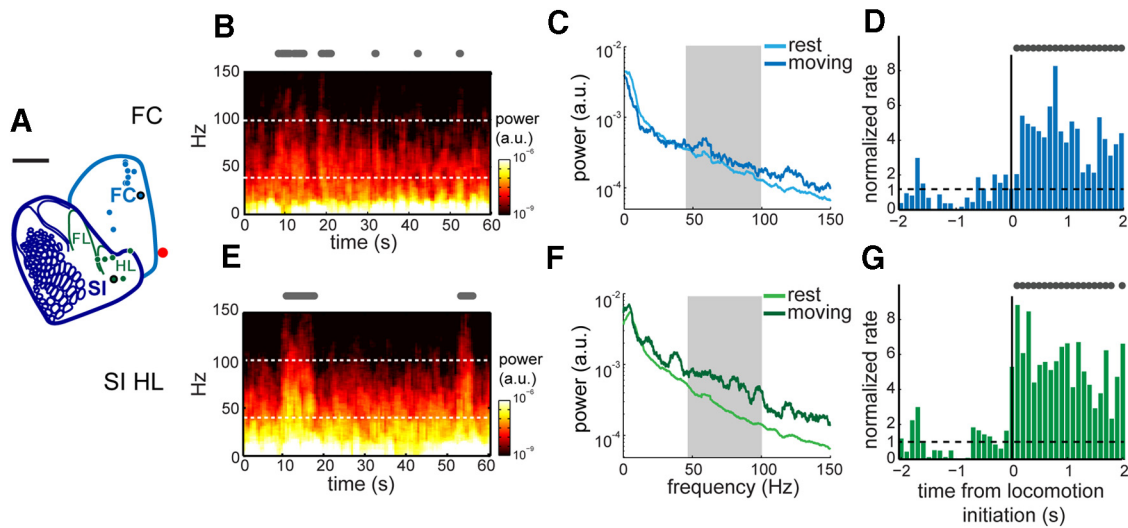 A
FC
FC
FL
HL
SI
SI HL
B
150
100
50
0
Hz
0 10 20 30 40 50 60
time (s)
power
(a.u.)
10⁻⁶
10⁻⁹
C
rest
moving
10⁻²
10⁻³
10⁻⁴
power (a.u.)
0 50 100 150
D
8
6
4
2
1
0
normalized rate
−2 −1 0 1 2
E
150
100
50
0
Hz
0 10 20 30 40 50 60
time (s)
power
(a.u.)
10⁻⁶
10⁻⁹
F
rest
moving
10⁻²
10⁻³
10⁻⁴
power (a.u.)
0 50 100 150
frequency (Hz)
G
8
6
4
2
1
0
normalized rate
−2 −1 0 1 2
time from locomotion
initiation (s)